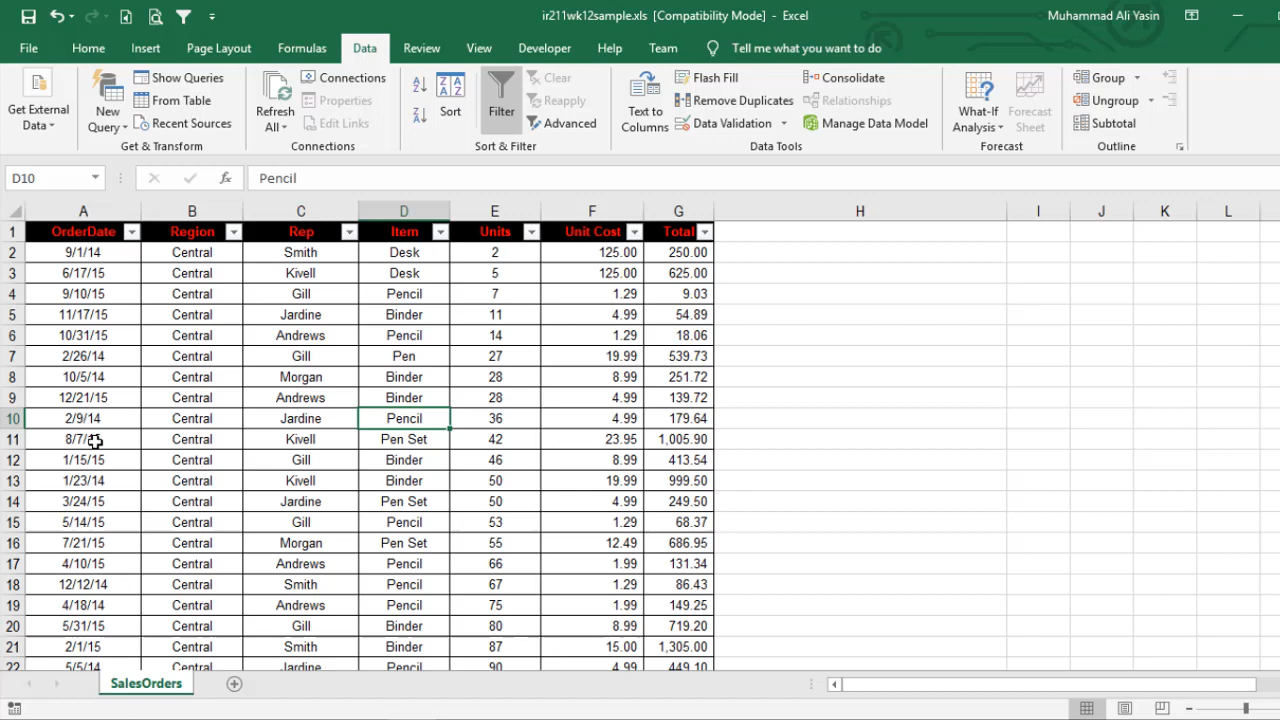 ir211wk12sample.xls [Compatibility Mode] - Excel
Muhammad Ali Yasin
File Home Insert Page Layout Formulas Data Review View Developer Help Team Tell me what you want to do
Get External Data
New Query
Show Queries
From Table
Recent Sources
Get & Transform
Refresh All
Connections
Properties
Edit Links
Connections
Sort
Filter
Clear
Reapply
Advanced
Sort & Filter
Text to Columns
Flash Fill
Remove Duplicates
Data Validation
Consolidate
Relationships
Manage Data Model
Data Tools
What-If Analysis
Forecast Sheet
Forecast
Group
Ungroup
Subtotal
Outline
D10 fx Pencil
A B C D E F G H I J K L
1 OrderDate Region Rep Item Units Unit Cost Total
2 9/1/14 Central Smith Desk 2 125.00 250.00
3 6/17/15 Central Kivell Desk 5 125.00 625.00
4 9/10/15 Central Gill Pencil 7 1.29 9.03
5 11/17/15 Central Jardine Binder 11 4.99 54.89
6 10/31/15 Central Andrews Pencil 14 1.29 18.06
7 2/26/14 Central Gill Pen 27 19.99 539.73
8 10/5/14 Central Morgan Binder 28 8.99 251.72
9 12/21/15 Central Andrews Binder 28 4.99 139.72
10 2/9/14 Central Jardine Pencil 36 4.99 179.64
11 8/7/ Central Kivell Pen Set 42 23.95 1,005.90
12 1/15/15 Central Gill Binder 46 8.99 413.54
13 1/23/14 Central Kivell Binder 50 19.99 999.50
14 3/24/15 Central Jardine Pen Set 50 4.99 249.50
15 5/14/15 Central Gill Pencil 53 1.29 68.37
16 7/21/15 Central Morgan Pen Set 55 12.49 686.95
17 4/10/15 Central Andrews Pencil 66 1.99 131.34
18 12/12/14 Central Smith Pencil 67 1.29 86.43
19 4/18/14 Central Andrews Pencil 75 1.99 149.25
20 5/31/15 Central Gill Binder 80 8.99 719.20
21 2/1/15 Central Smith Binder 87 15.00 1,305.00
22 5/5/14 Central Jardine Pencil 90 4.99 449.10
SalesOrders